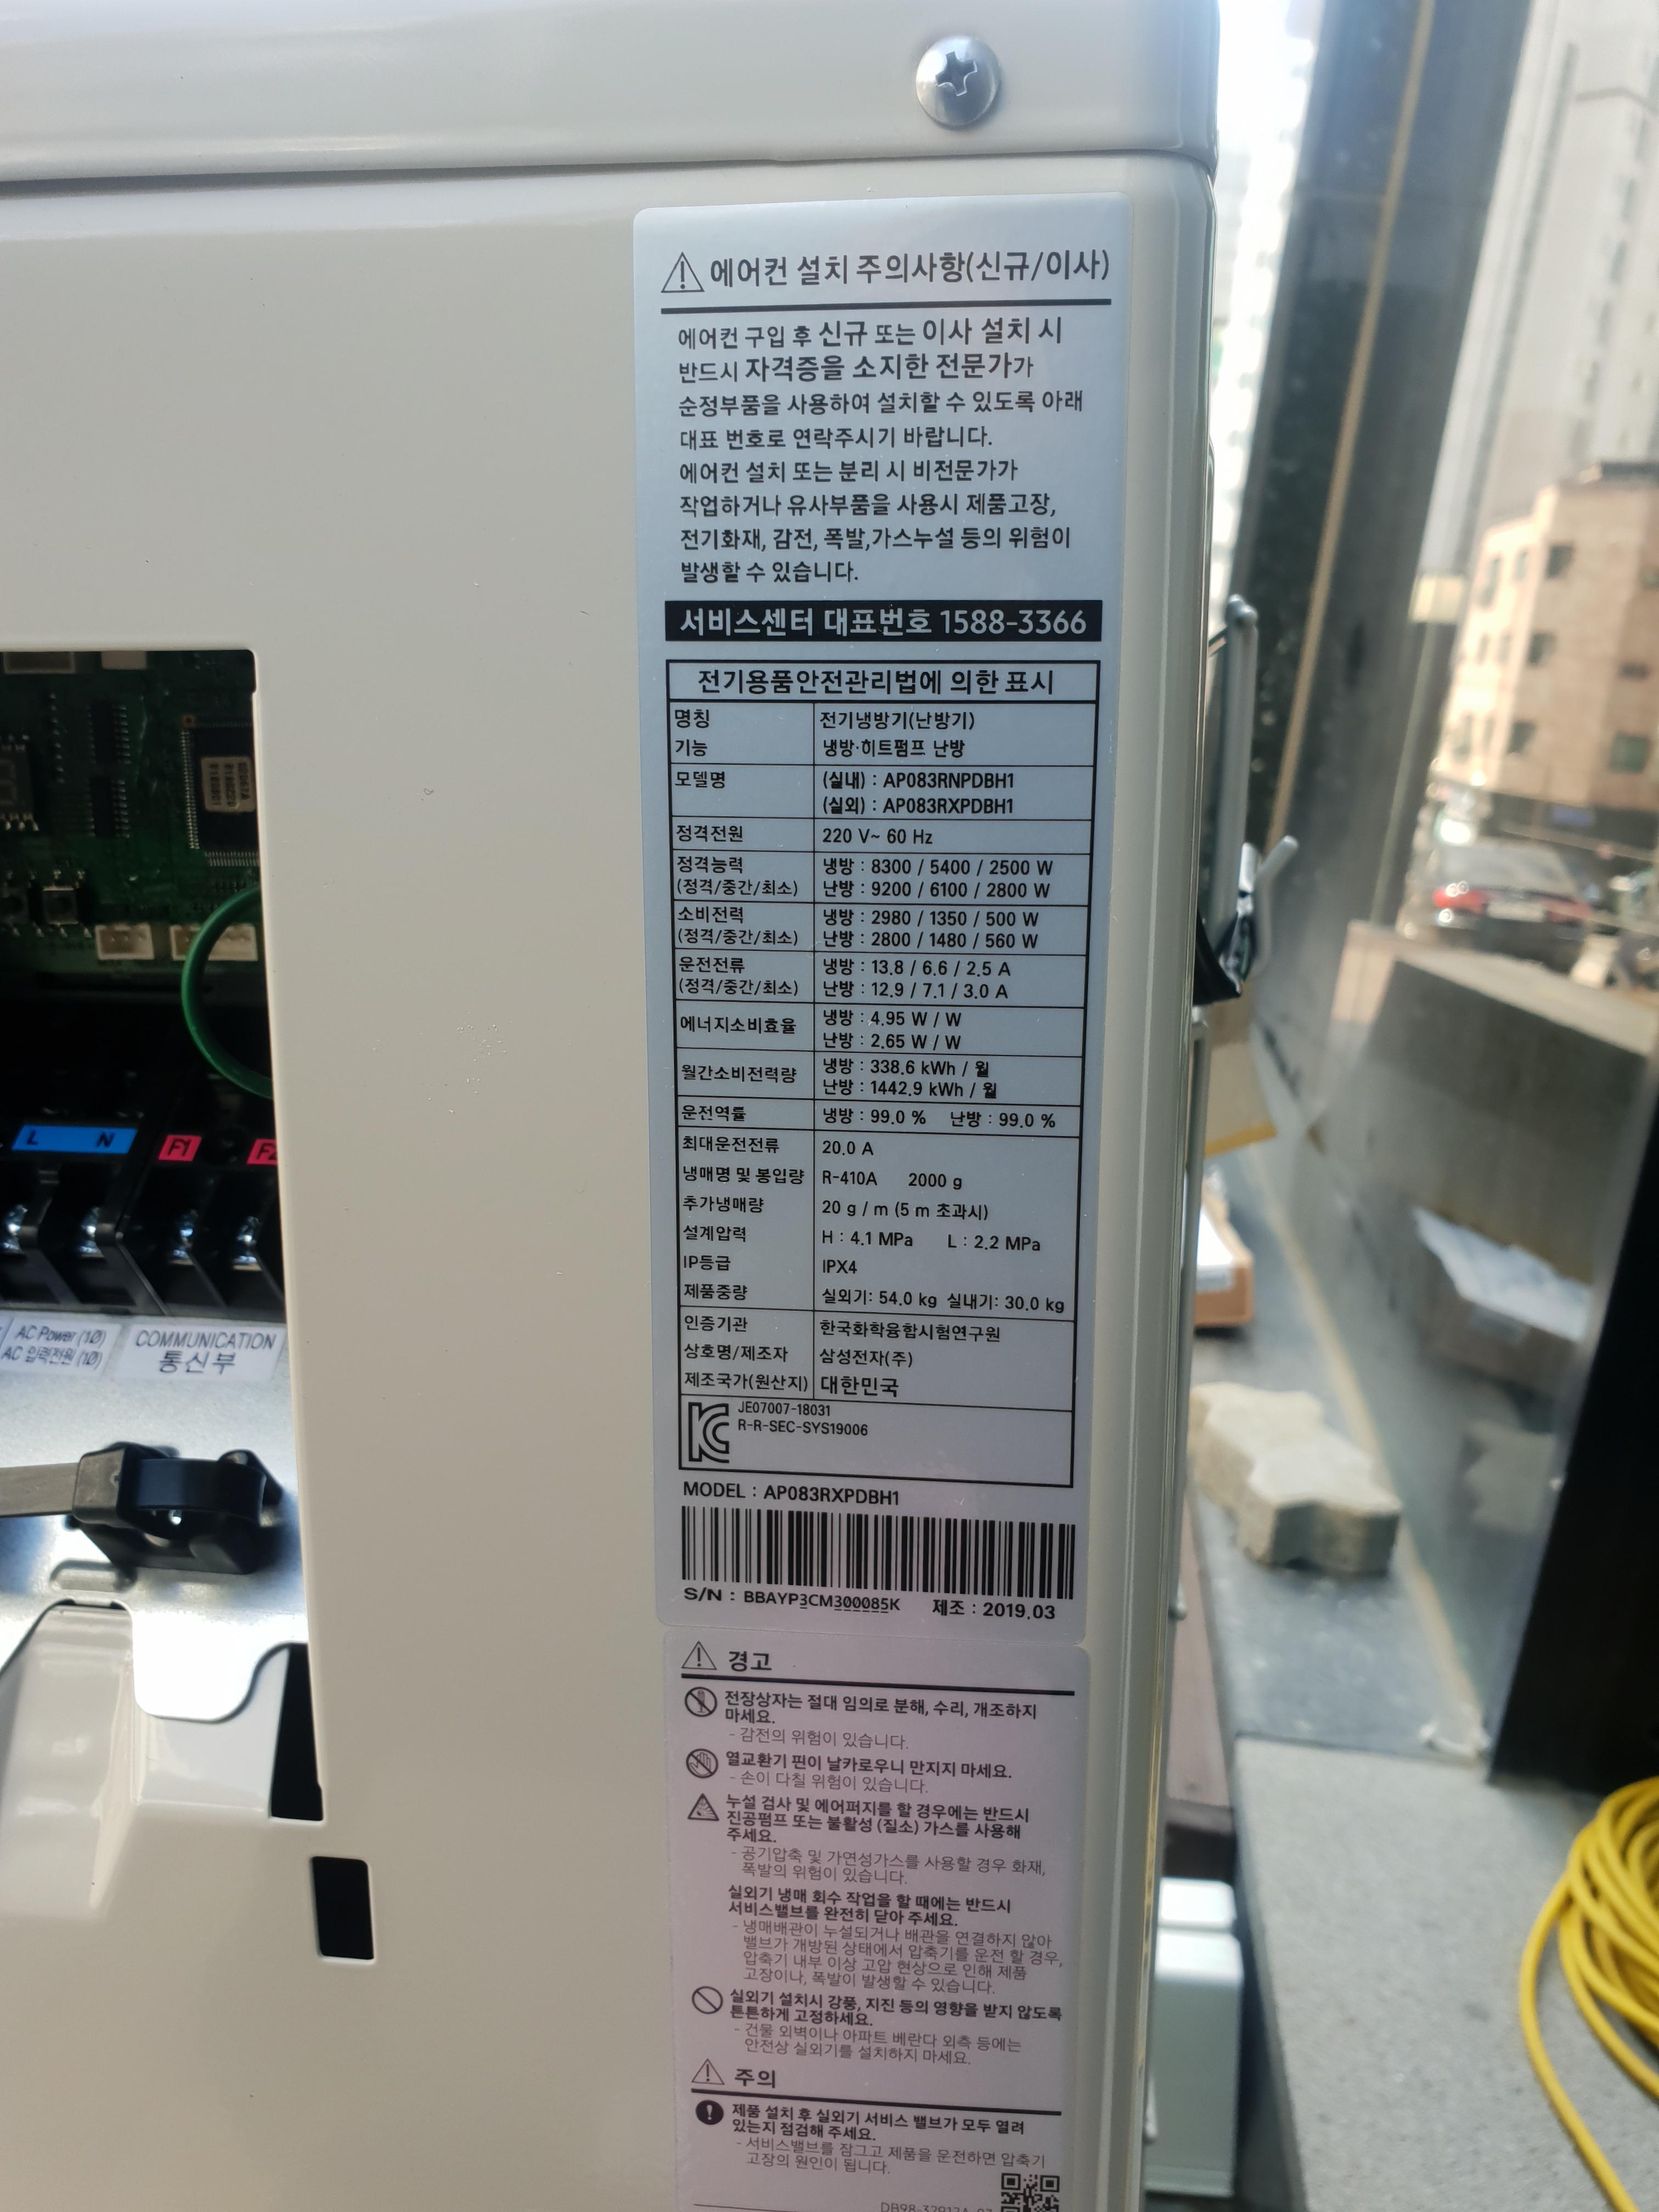 에어컨 설치 주의사항(신규/이사)
에어컨 구입 후 신규 또는 이사 설치 시
반드시 자격증을 소지한 전문가가
순정부품을 사용하여 설치할 수 있도록 아래
대표 번호로 연락주시기 바랍니다.
에어컨 설치 또는 분리 시 비전문가가
작업하거나 유사부품을 사용시 제품고장,
전기화재, 감전, 폭발,가스누설 등의 위험이
발생할 수 있습니다.
서비스센터 대표번호 1588-3366
전기용품안전관리법에 의한 표시
명칭 전기냉방기(난방기)
기능 냉방·히트펌프 난방
모델명 (실내) : AP083RNPDBH1
(실외) : AP083RXPDBH1
정격전원 220 V~ 60 Hz
정격능력 냉방 : 8300 / 5400 / 2500 W
(정격/중간/최소) 난방 : 9200 / 6100 / 2800 W
소비전력 냉방 : 2980 / 1350 / 500 W
(정격/중간/최소) 난방 : 2800 / 1480 / 560 W
운전전류 냉방 : 13.8 / 6.6 / 2.5 A
(정격/중간/최소) 난방 : 12.9 / 7.1 / 3.0 A
에너지소비효율 냉방 : 4.95 W / W
난방 : 2.65 W / W
월간소비전력량 냉방 : 338.6 kWh / 월
난방 : 1442.9 kWh / 월
운전역률 냉방 : 99.0 % 난방 : 99.0 %
최대운전전류 20.0 A
냉매명 및 봉입량 R-410A 2000 g
추가냉매량 20 g / m (5 m 초과시)
설계압력 H : 4.1 MPa L : 2.2 MPa
IP등급 IPX4
제품중량 실외기: 54.0 kg 실내기: 30.0 kg
인증기관 한국화학융합시험연구원
상호명/제조자 삼성전자(주)
제조국가(원산지) 대한민국
JE07007-18031
R-R-SEC-SYS19006
MODEL : AP083RXPDBH1
S/N : BBAYP3CM300085K 제조 : 2019.03
경고
전장상자는 절대 임의로 분해, 수리, 개조하지
마세요.
- 감전의 위험이 있습니다.
열교환기 핀이 날카로우니 만지지 마세요.
- 손이 다칠 위험이 있습니다.
누설 검사 및 에어퍼지를 할 경우에는 반드시
진공펌프 또는 불활성 (질소) 가스를 사용해
주세요.
- 공기압축 및 가연성가스를 사용할 경우 화재,
폭발의 위험이 있습니다.
실외기 냉매 회수 작업을 할 때에는 반드시
서비스밸브를 완전히 닫아 주세요.
- 냉매배관이 누설되거나 배관을 연결하지 않아
밸브가 개방된 상태에서 압축기를 운전 할 경우,
압축기 내부 이상 고압 현상으로 인해 제품
고장이나, 폭발이 발생할 수 있습니다.
실외기 설치시 강풍, 지진 등의 영향을 받지 않도록
튼튼하게 고정하세요.
- 건물 외벽이나 아파트 베란다 외측 등에는
안전상 실외기를 설치하지 마세요.
주의
제품 설치 후 실외기 서비스 밸브가 모두 열려
있는지 점검해 주세요.
- 서비스밸브를 잠그고 제품을 운전하면 압축기
고장의 원인이 됩니다.
L N F1 F2
AC Power (1Ø)
AC 입력전원 (1Ø)
COMMUNICATION
통신부